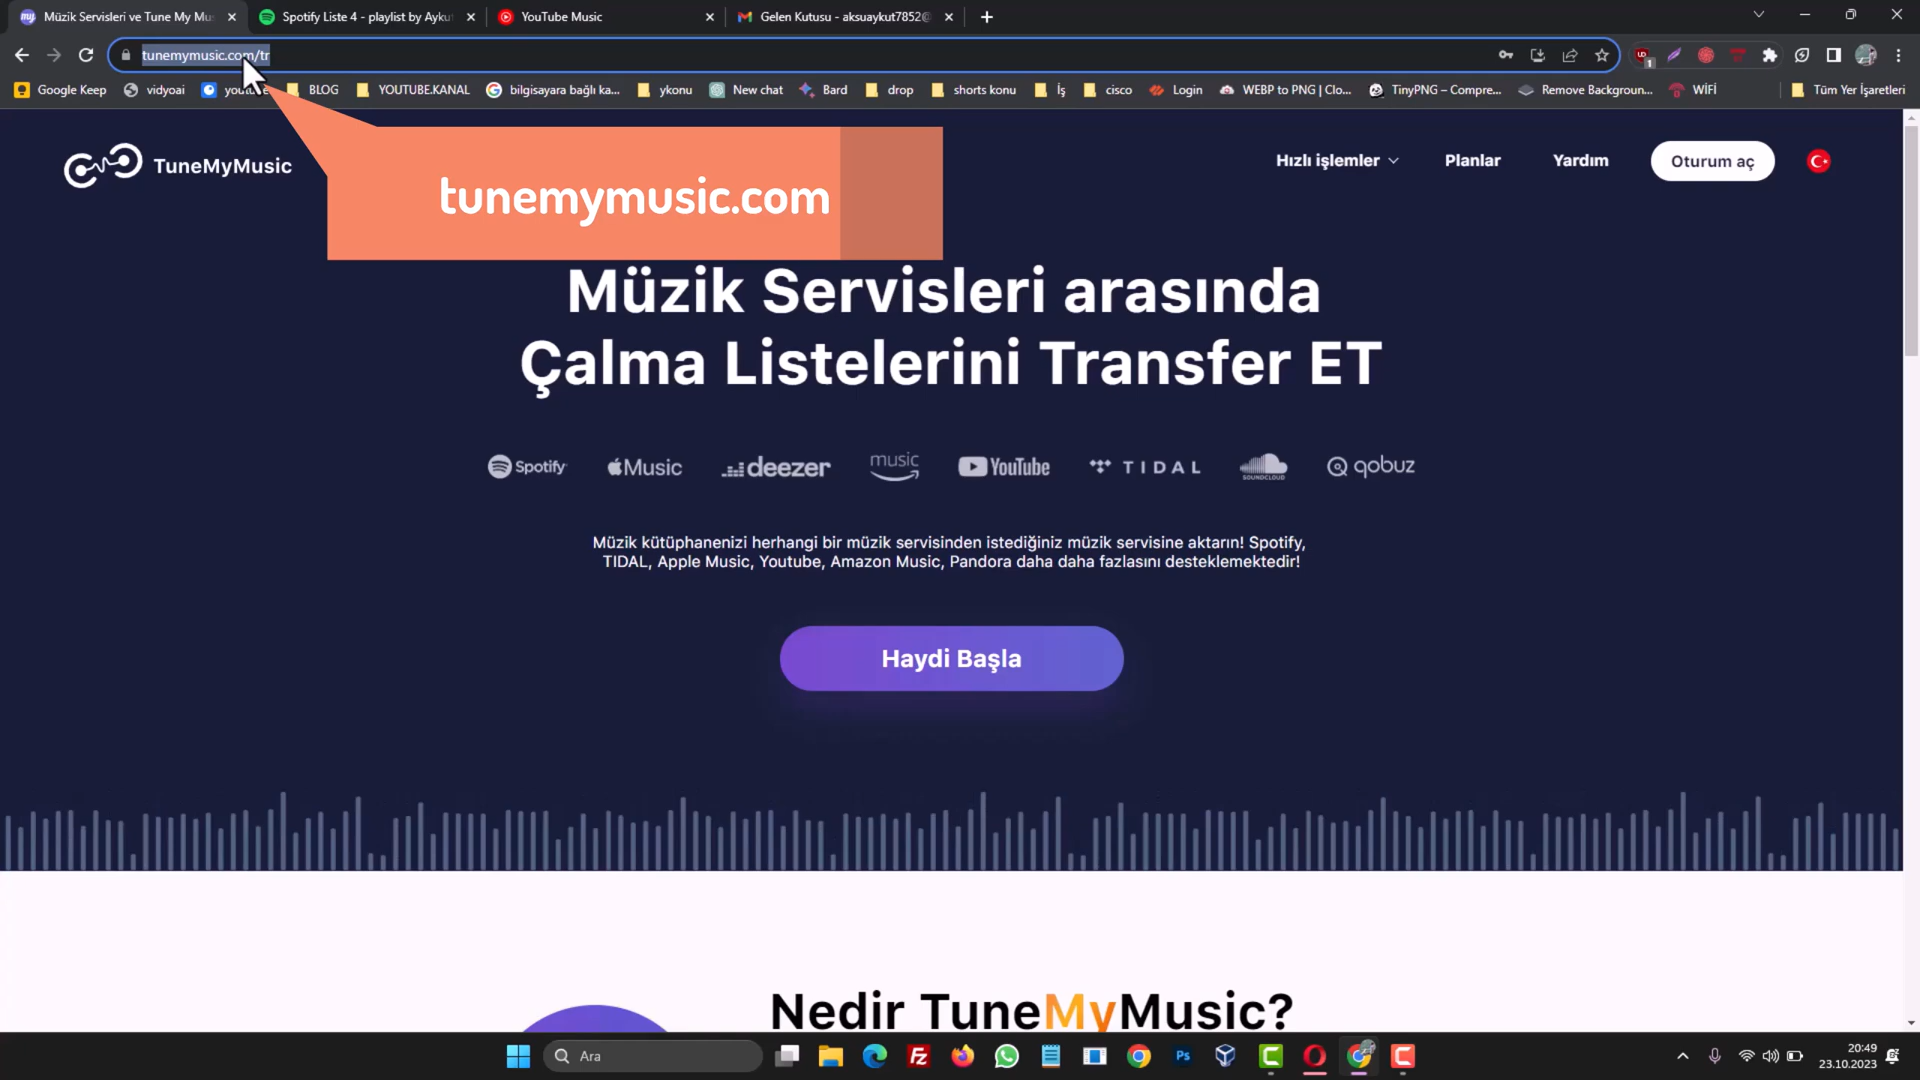 Müzik Servisleri ve Tune My Mu
Spotify Liste 4 - playlist by Ayku
YouTube Music
Gelen Kutusu - aksuaykut7852@
tunemymusic.com/tr
Google Keep
vidyoai
BLOG
YOUTUBE.KANAL
bilgisayara bağlı ka...
ykonu
New chat
Bard
drop
shorts konu
İş
cisco
Login
WEBP to PNG | Clo...
TinyPNG – Compre...
Remove Backgroun...
WİFİ
Tüm Yer İşaretleri
TuneMyMusic
tunemymusic.com
Hızlı işlemler
Planlar
Yardım
Oturum aç
Müzik Servisleri arasında
Çalma Listelerini Transfer ET
Spotify
Music
deezer
music
YouTube
TIDAL
SOUNDCLOUD
qobuz
Müzik kütüphanenizi herhangi bir müzik servisinden istediğiniz müzik servisine aktarın! Spotify,
TIDAL, Apple Music, Youtube, Amazon Music, Pandora daha daha fazlasını desteklemektedir!
Haydi Başla
Nedir TuneMyMusic?
Ara
20:49
23.10.2023